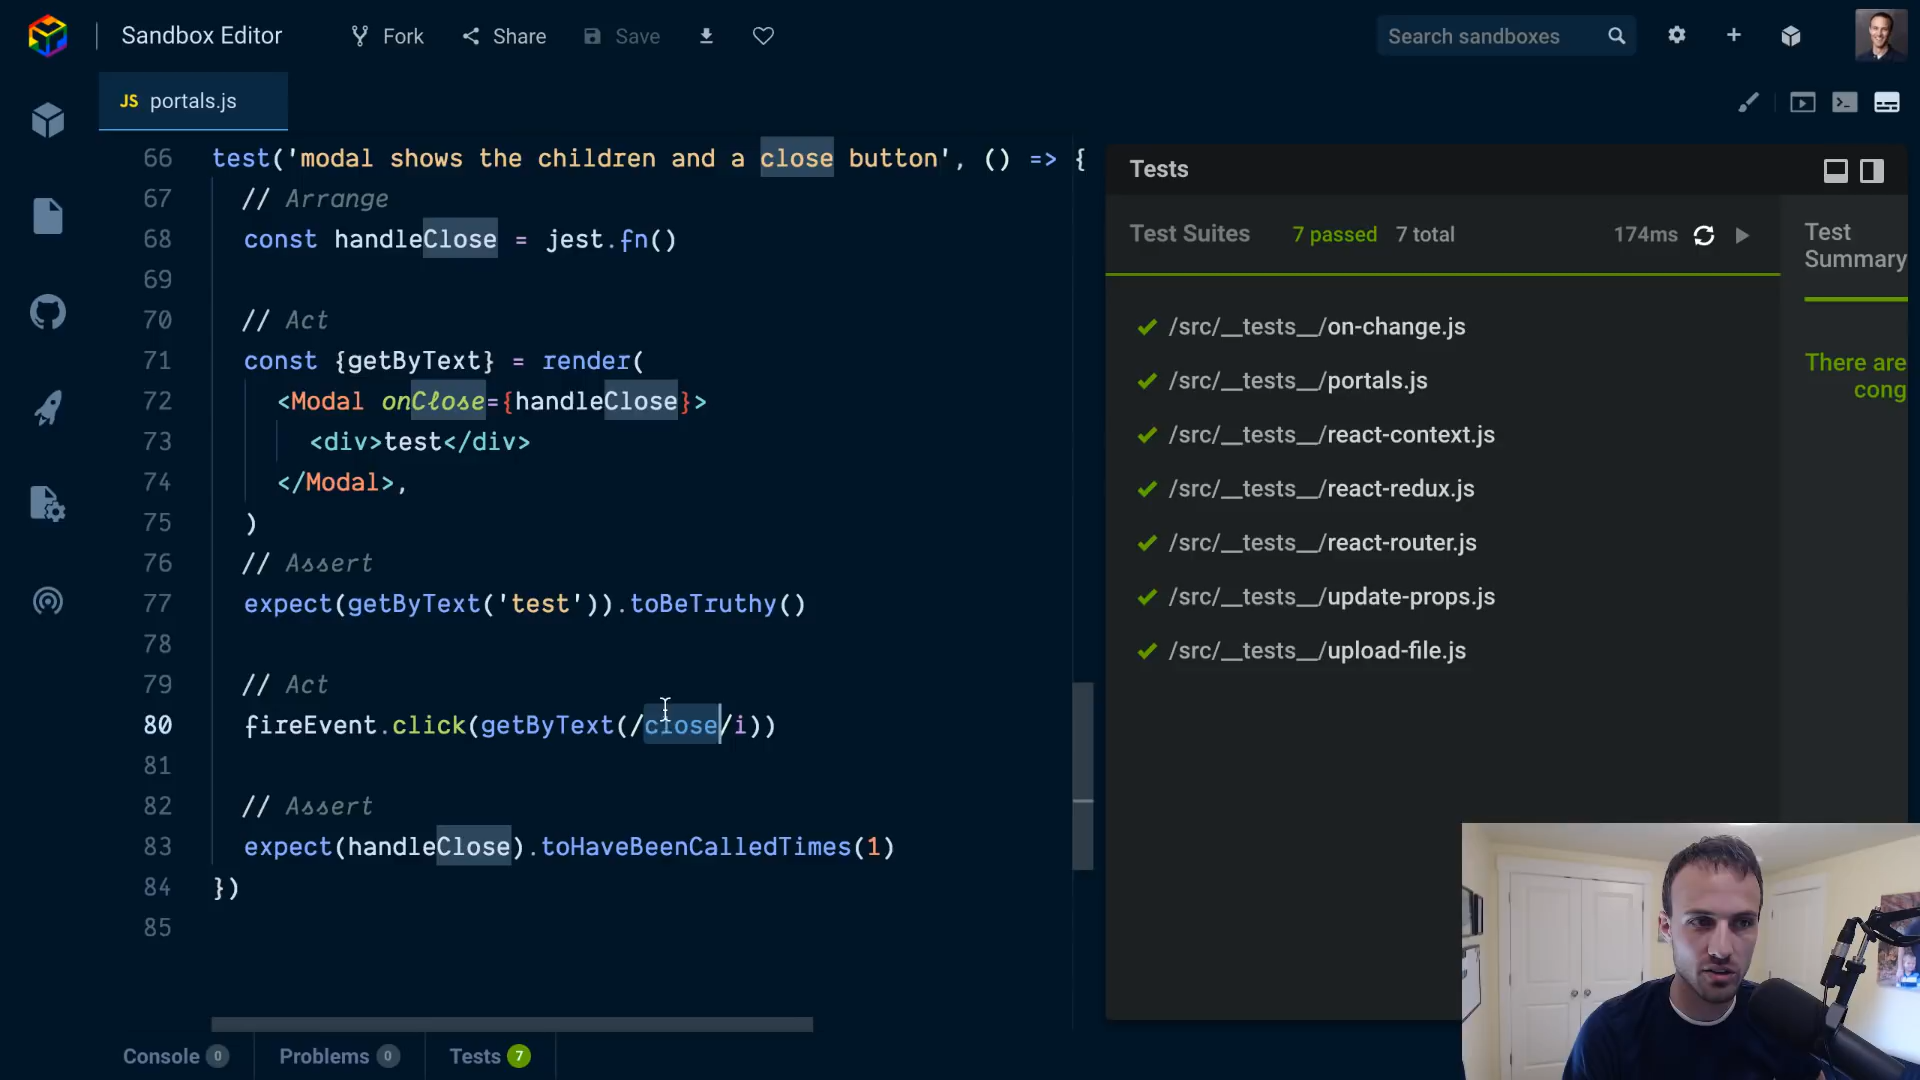 Sandbox Editor
Fork
Share
Save
Search sandboxes
JS portals.js
66 test('modal shows the children and a close button', () => {
67 // Arrange
68 const handleClose = jest.fn()
69
70 // Act
71 const {getByText} = render(
72 <Modal onClose={handleClose}>
73 <div>test</div>
74 </Modal>,
75 )
76 // Assert
77 expect(getByText('test')).toBeTruthy()
78
79 // Act
80 fireEvent.click(getByText(/close/i))
81
82 // Assert
83 expect(handleClose).toHaveBeenCalledTimes(1)
84 })
85
Console 0
Problems 0
Tests 7
Tests
Test Suites 7 passed 7 total 174ms
/src/__tests__/on-change.js
/src/__tests__/portals.js
/src/__tests__/react-context.js
/src/__tests__/react-redux.js
/src/__tests__/react-router.js
/src/__tests__/update-props.js
/src/__tests__/upload-file.js
Test
Summary
There are
cong